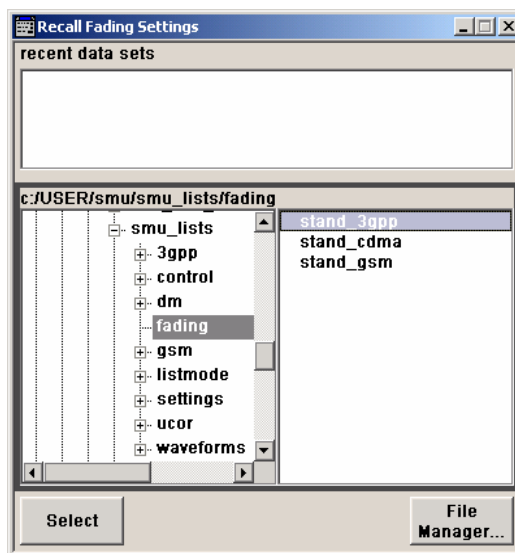 Recall Fading Settings
recent data sets
c:/USER/smu/smu_lists/fading
smu_lists
3gpp
control
dm
fading
gsm
listmode
settings
ucor
waveforms
stand_3gpp
stand_cdma
stand_gsm
Select
File
Manager...